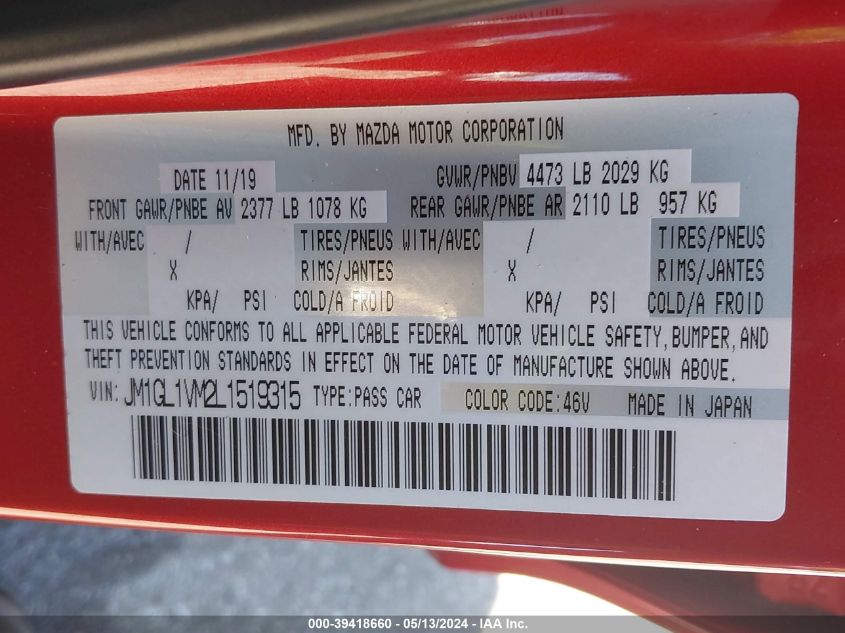 MFD. BY MAZDA MOTOR CORPORATION
DATE 11/19 GVWR/PNBV 4473 LB 2029 KG
FRONT GAWR/PNBE AV 2377 LB 1078 KG REAR GAWR/PNBE AR 2110 LB 957 KG
WITH/AVEC / TIRES/PNEUS WITH/AVEC / TIRES/PNEUS
X RIMS/JANTES X RIMS/JANTES
KPA/ PSI COLD/A FROID KPA/ PSI COLD/A FROID
THIS VEHICLE CONFORMS TO ALL APPLICABLE FEDERAL MOTOR VEHICLE SAFETY, BUMPER, AND
THEFT PREVENTION STANDARDS IN EFFECT ON THE DATE OF MANUFACTURE SHOWN ABOVE.
VIN: JM1GL1VM2L1519315 TYPE: PASS CAR COLOR CODE: 46V MADE IN JAPAN
000-39418660 - 05/13/2024 - IAA Inc.